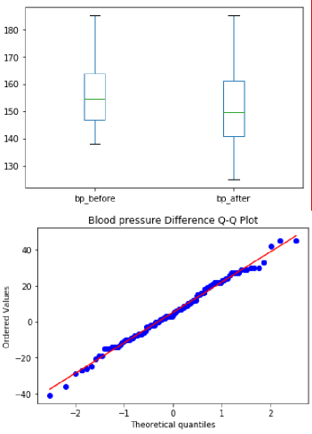 180
170
160
150
140
130
bp_before bp_after
Blood pressure Difference Q-Q Plot
Ordered Values
40
20
0
−20
−40
−2 −1 0 1 2
Theoretical quantiles